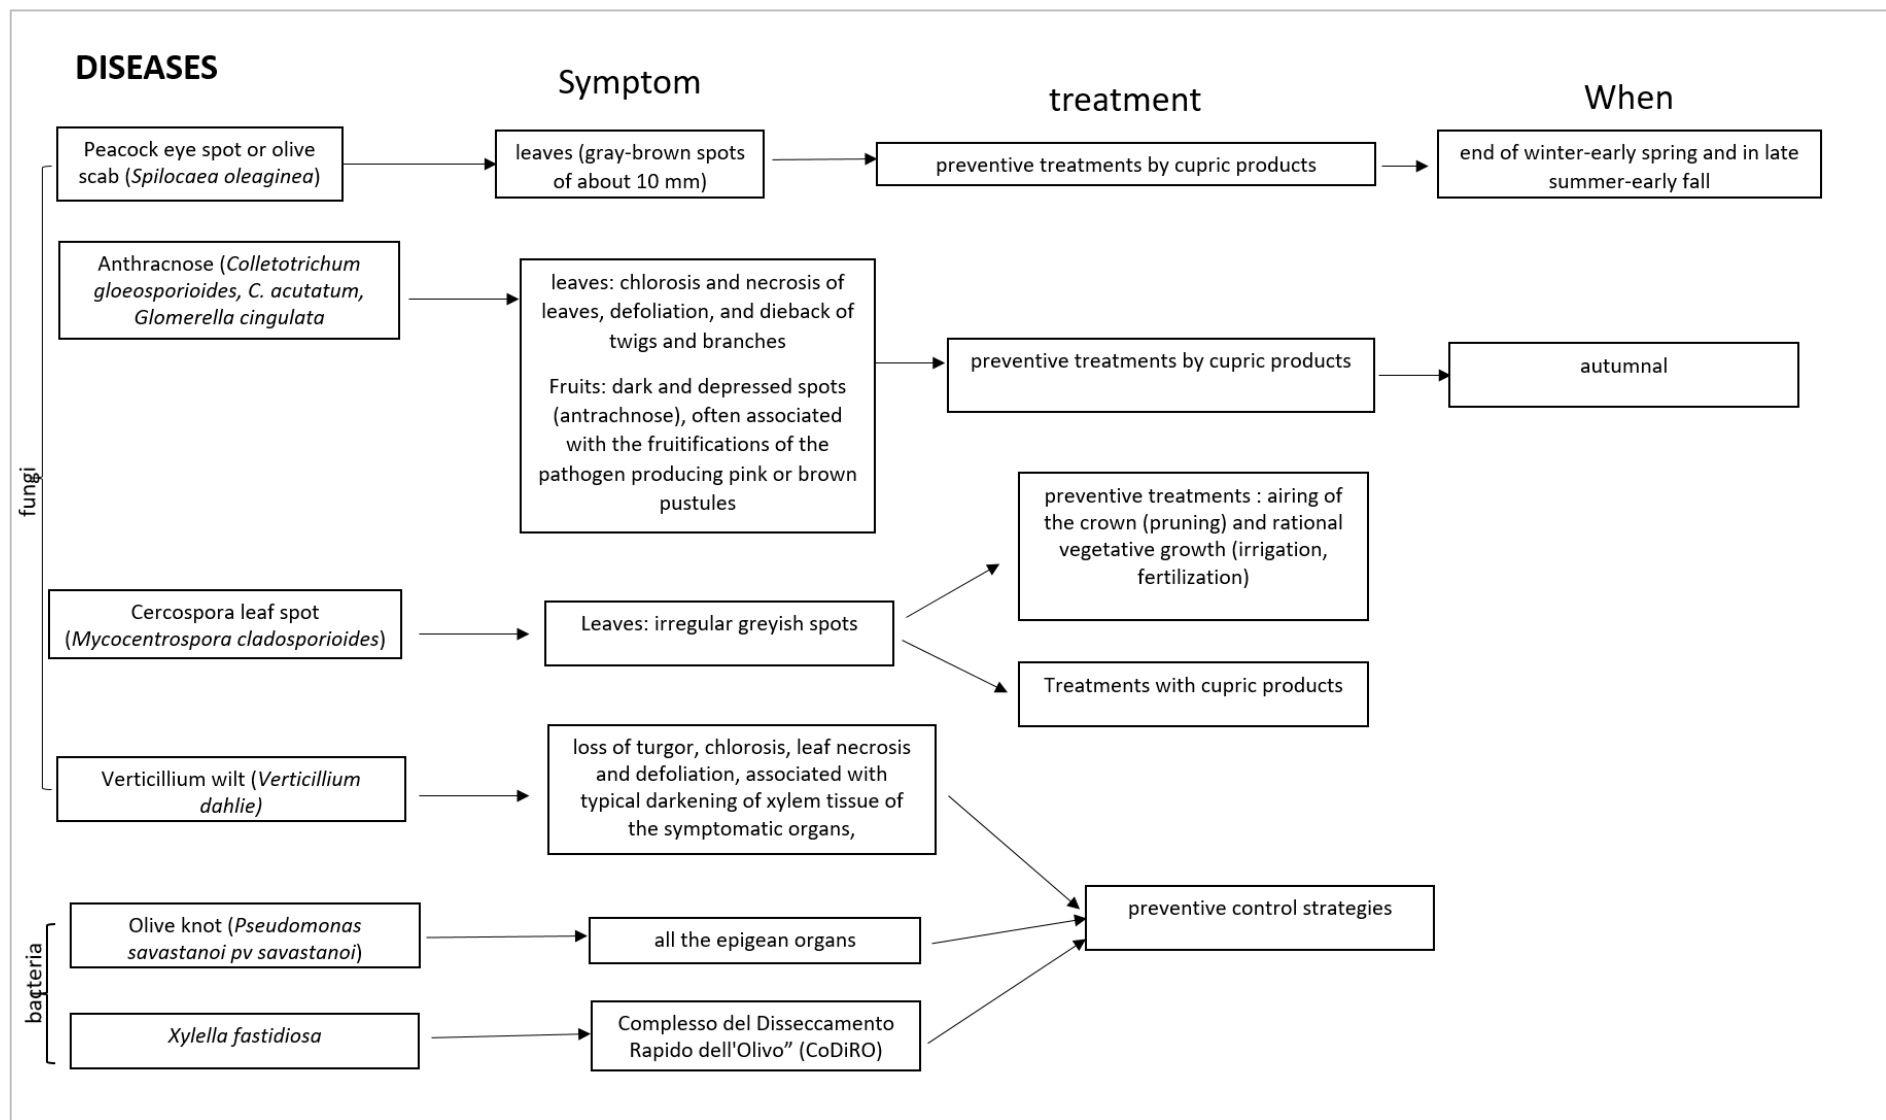 DISEASES
Symptom
treatment
When
Peacock eye spot or olive
scab (Spilocaea oleaginea)
leaves (gray-brown spots
of about 10 mm)
preventive treatments by cupric products
end of winter-early spring and in late
summer-early fall
fungi
Anthracnose (Colletotrichum
gloeosporioides, C. acutatum,
Glomerella cingulata
leaves: chlorosis and necrosis of
leaves, defoliation, and dieback of
twigs and branches
Fruits: dark and depressed spots
(antrachnose), often associated
with the fruitifications of the
pathogen producing pink or brown
pustules
preventive treatments by cupric products
autumnal
Cercospora leaf spot
(Mycocentrospora cladosporioides)
Leaves: irregular greyish spots
preventive treatments : airing of
the crown (pruning) and rational
vegetative growth (irrigation,
fertilization)
Treatments with cupric products
Verticillium wilt (Verticillium
dahlie)
loss of turgor, chlorosis, leaf necrosis
and defoliation, associated with
typical darkening of xylem tissue of
the symptomatic organs,
bacteria
Olive knot (Pseudomonas
savastanoi pv savastanoi)
all the epigean organs
preventive control strategies
Xylella fastidiosa
Complesso del Disseccamento
Rapido dell'Olivo” (CoDiRO)